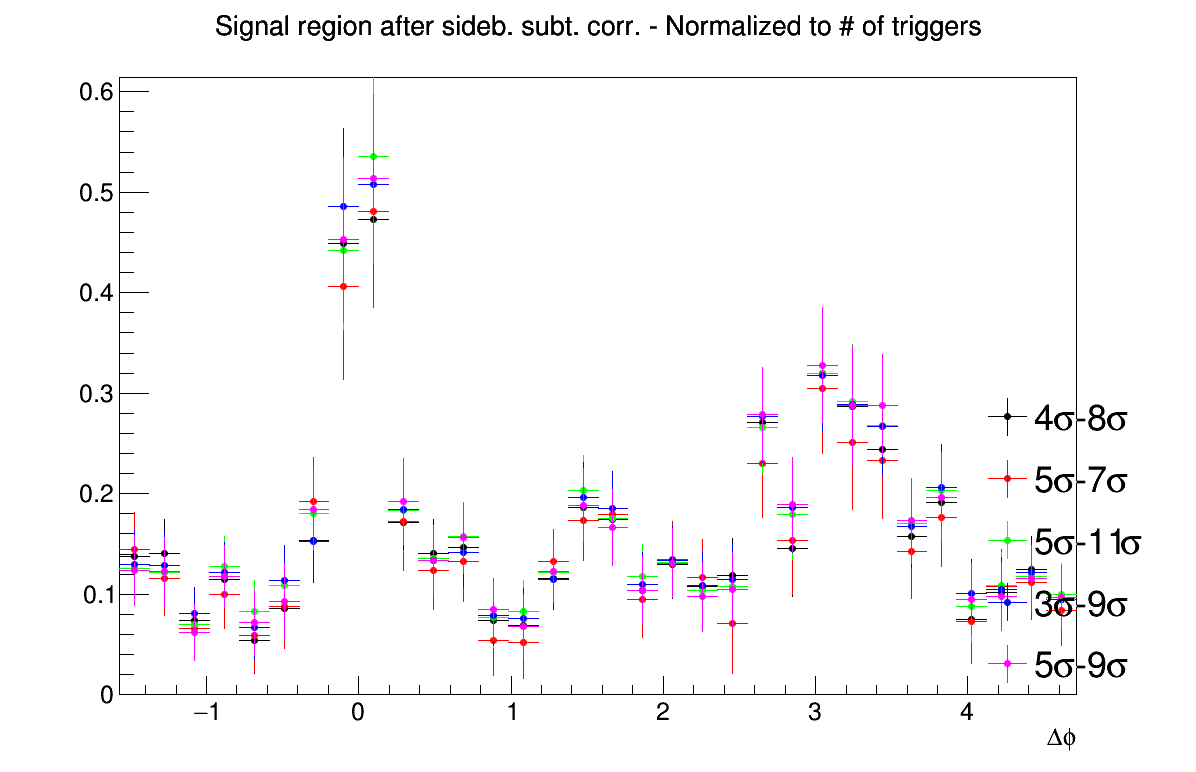 Signal region after sideb. subt. corr. - Normalized to # of triggers
0.6
0.5
0.4
0.3
0.2
0.1
0
4σ-8σ
5σ-7σ
5σ-11σ
3σ-9σ
5σ-9σ
−1 0 1 2 3 4
Δϕ